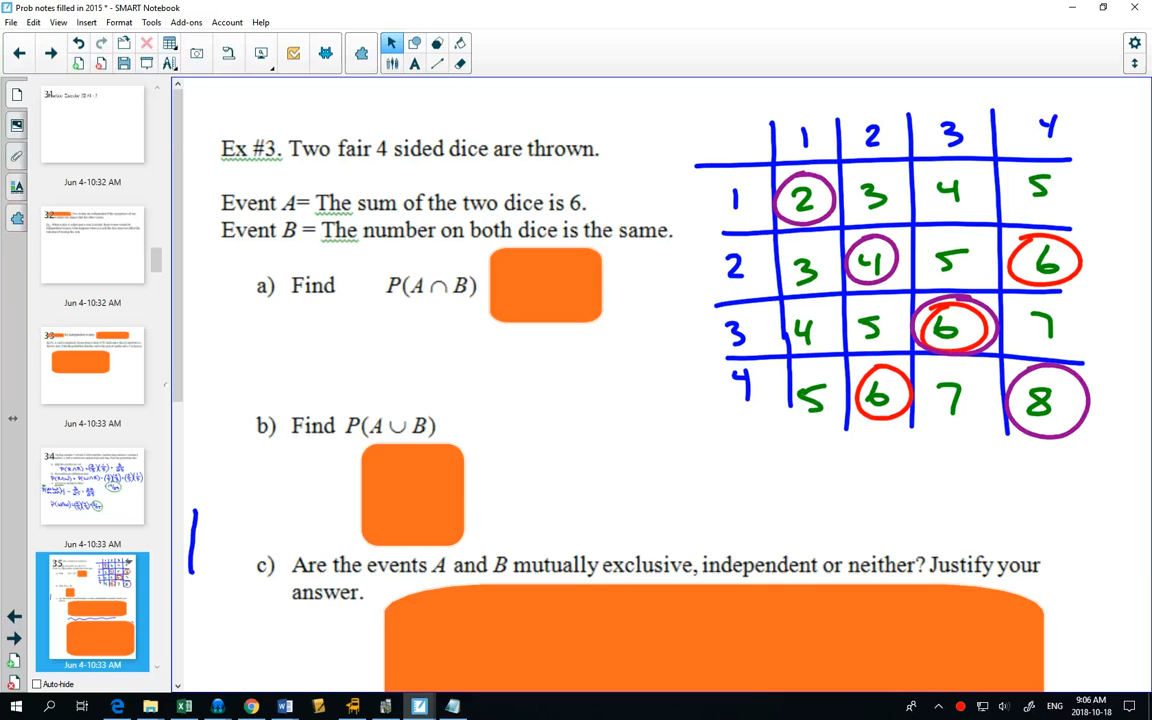 Prob notes filled in 2015 * - SMART Notebook
File Edit View Insert Format Tools Add-ons Account Help
31
Jun 4-10:32 AM
32
Jun 4-10:32 AM
33
Jun 4-10:33 AM
34
Jun 4-10:33 AM
35
Jun 4-10:33 AM
Auto-hide
Ex #3. Two fair 4 sided dice are thrown.
Event A= The sum of the two dice is 6.
Event B = The number on both dice is the same.
a) Find P(A ∩ B)
b) Find P(A ∪ B)
c) Are the events A and B mutually exclusive, independent or neither? Justify your
answer.
1 2 3 4
1 2 3 4 5
2 3 4 5 6
3 4 5 6 7
4 5 6 7 8
ENG
9:06 AM
2018-10-18